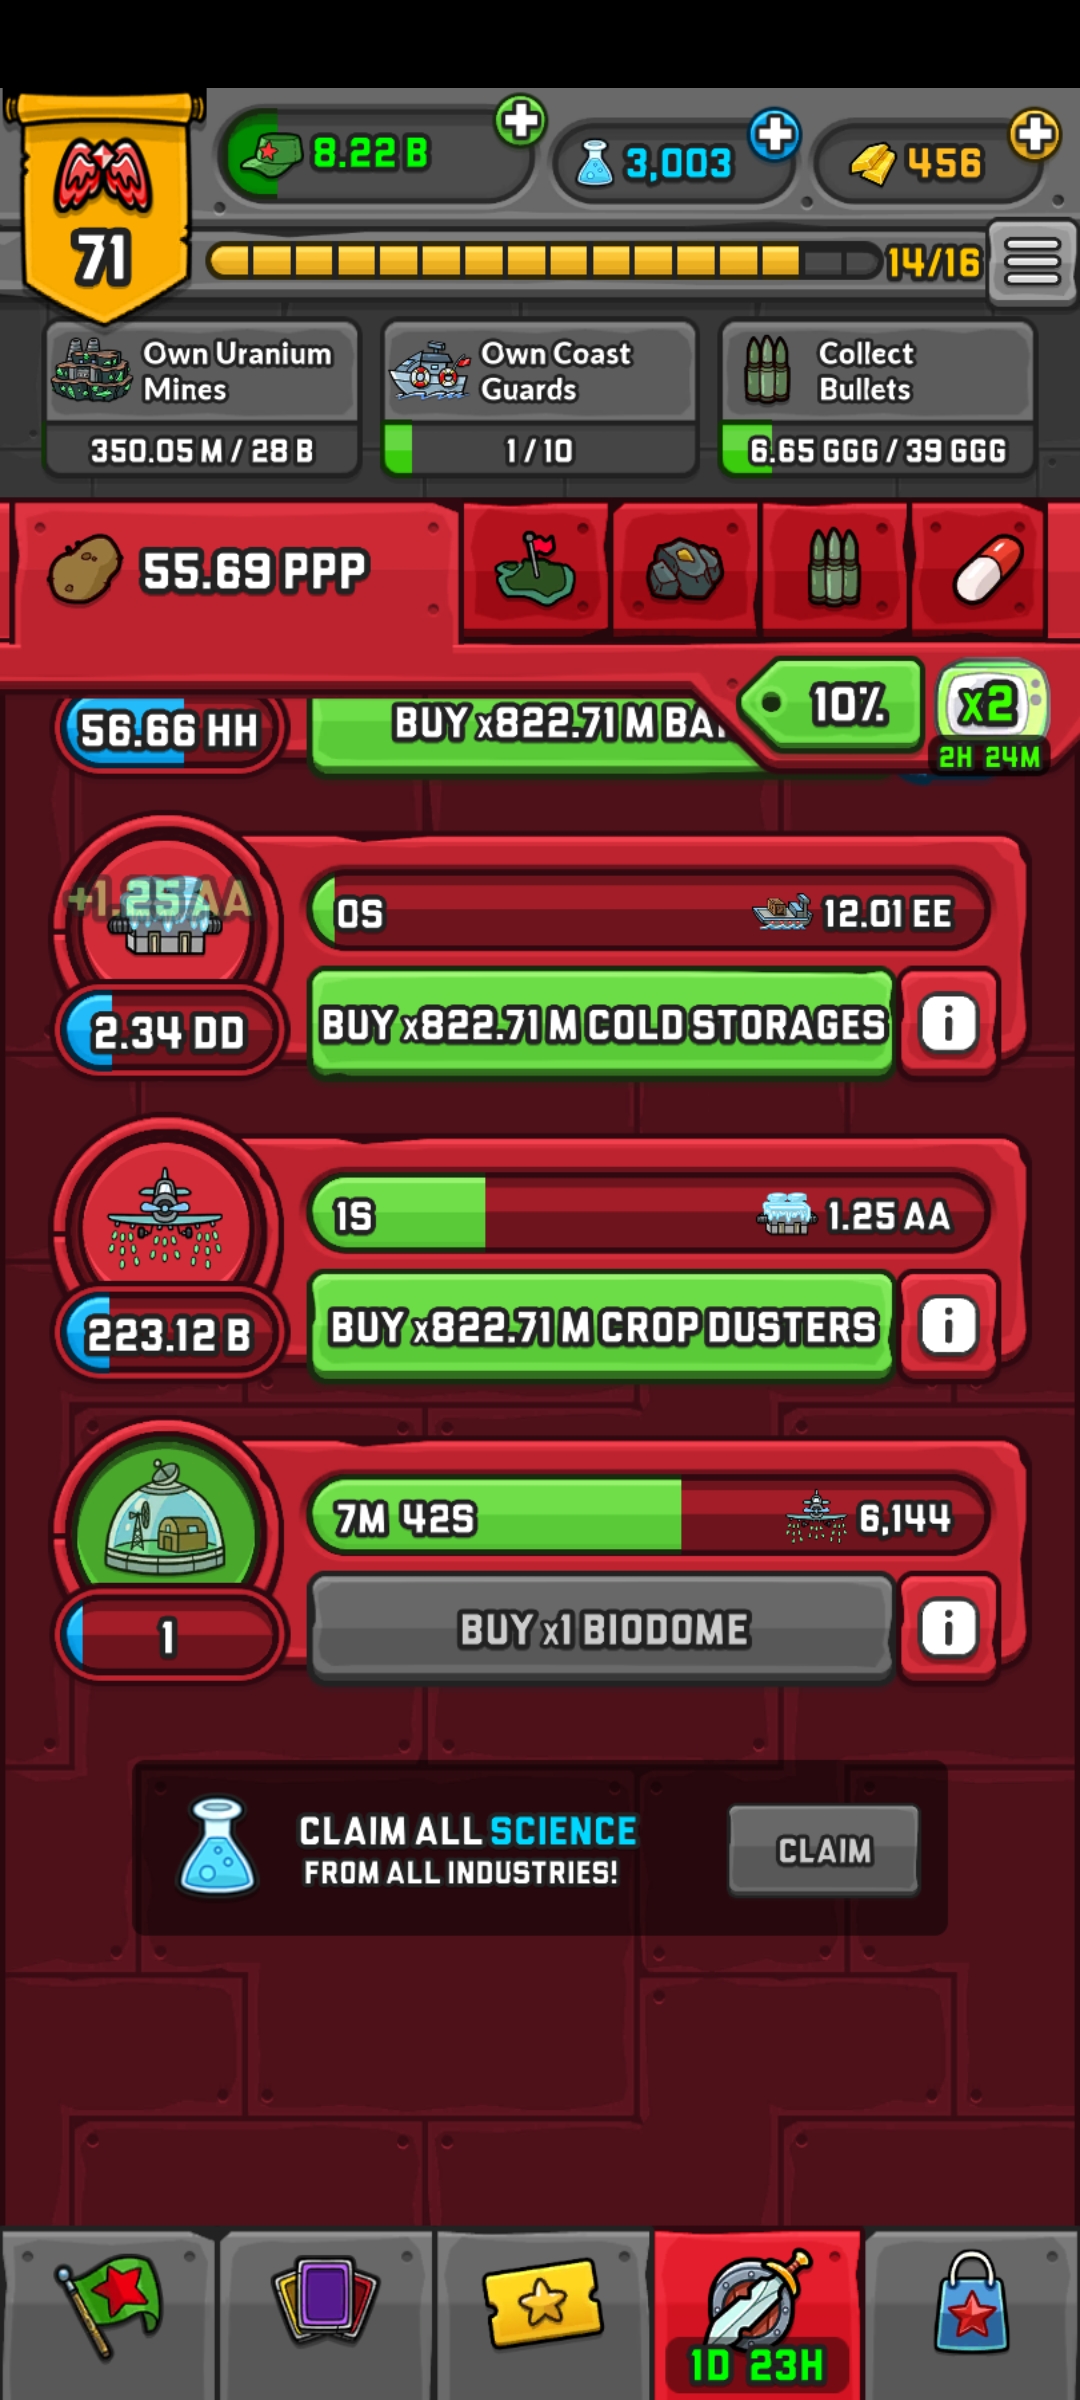 71
8.22 B
3,003
456
14/16
Own Uranium
Mines
350.05 M / 28 B
Own Coast
Guards
1 / 10
Collect
Bullets
6.65 GGG / 39 GGG
55.69 PPP
10%
x2
2H 24M
56.66 HH
BUY x822.71 M
+1.25 AA
0S
12.01 EE
2.34 DD
BUY x822.71 M COLD STORAGES
i
1S
1.25 AA
223.12 B
BUY x822.71 M CROP DUSTERS
i
7M 42S
6,144
1
BUY x1 BIODOME
i
CLAIM ALL SCIENCE
FROM ALL INDUSTRIES!
CLAIM
1D 23H